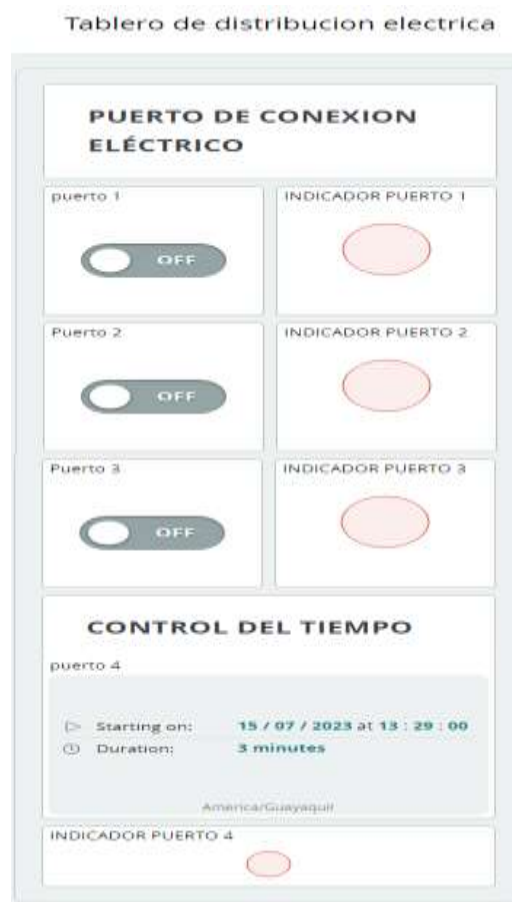 Tablero de distribucion electrica
PUERTO DE CONEXION
ELÉCTRICO
puerto 1
INDICADOR PUERTO 1
OFF
Puerto 2
INDICADOR PUERTO 2
OFF
Puerto 3
INDICADOR PUERTO 3
OFF
CONTROL DEL TIEMPO
puerto 4
Starting on: 15 / 07 / 2023 at 13 : 29 : 00
Duration: 3 minutes
America/Guayaquil
INDICADOR PUERTO 4